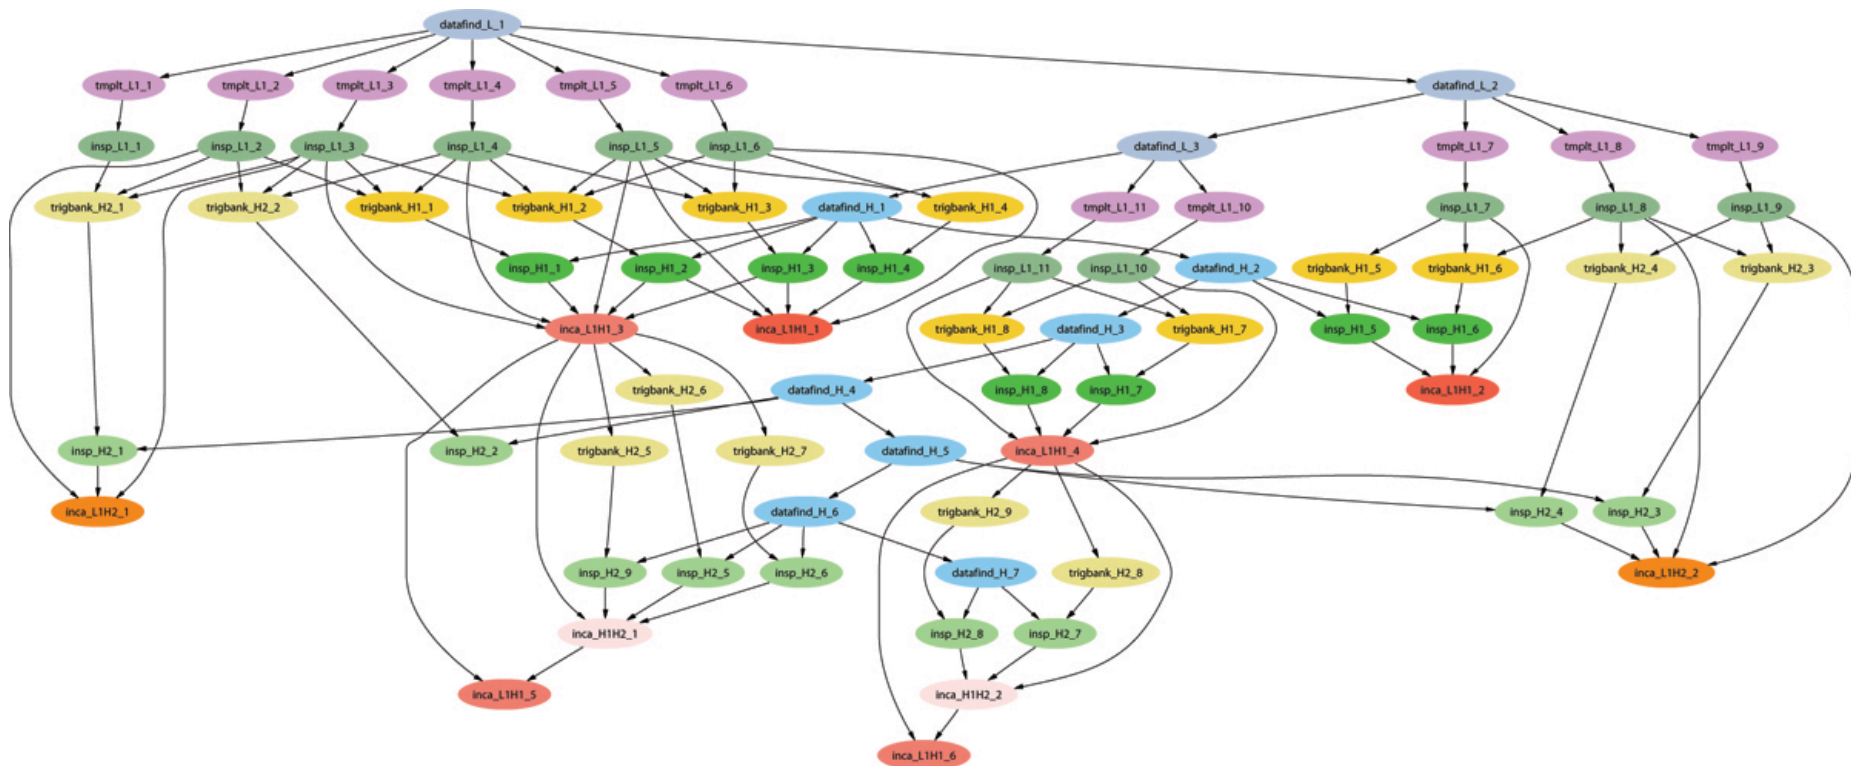 datafind_L_1
tmplt_L1_1
tmplt_L1_2
tmplt_L1_3
tmplt_L1_4
tmplt_L1_5
tmplt_L1_6
datafind_L_2
insp_L1_1
insp_L1_2
insp_L1_3
insp_L1_4
insp_L1_5
insp_L1_6
datafind_L_3
tmplt_L1_7
tmplt_L1_8
tmplt_L1_9
trigbank_H2_1
trigbank_H2_2
trigbank_H1_1
trigbank_H1_2
trigbank_H1_3
datafind_H_1
trigbank_H1_4
tmplt_L1_11
tmplt_L1_10
insp_L1_7
insp_L1_8
insp_L1_9
insp_H1_1
insp_H1_2
insp_H1_3
insp_H1_4
insp_L1_11
insp_L1_10
datafind_H_2
trigbank_H1_5
trigbank_H1_6
trigbank_H2_4
trigbank_H2_3
inca_L1H1_3
inca_L1H1_1
trigbank_H1_8
datafind_H_3
trigbank_H1_7
insp_H1_5
insp_H1_6
trigbank_H2_6
datafind_H_4
insp_H1_8
insp_H1_7
inca_L1H1_2
insp_H2_1
insp_H2_2
trigbank_H2_5
trigbank_H2_7
datafind_H_5
inca_L1H1_4
inca_L1H2_1
datafind_H_6
trigbank_H2_9
insp_H2_4
insp_H2_3
insp_H2_9
insp_H2_5
insp_H2_6
datafind_H_7
trigbank_H2_8
inca_L1H2_2
inca_H1H2_1
insp_H2_8
insp_H2_7
inca_L1H1_5
inca_H1H2_2
inca_L1H1_6